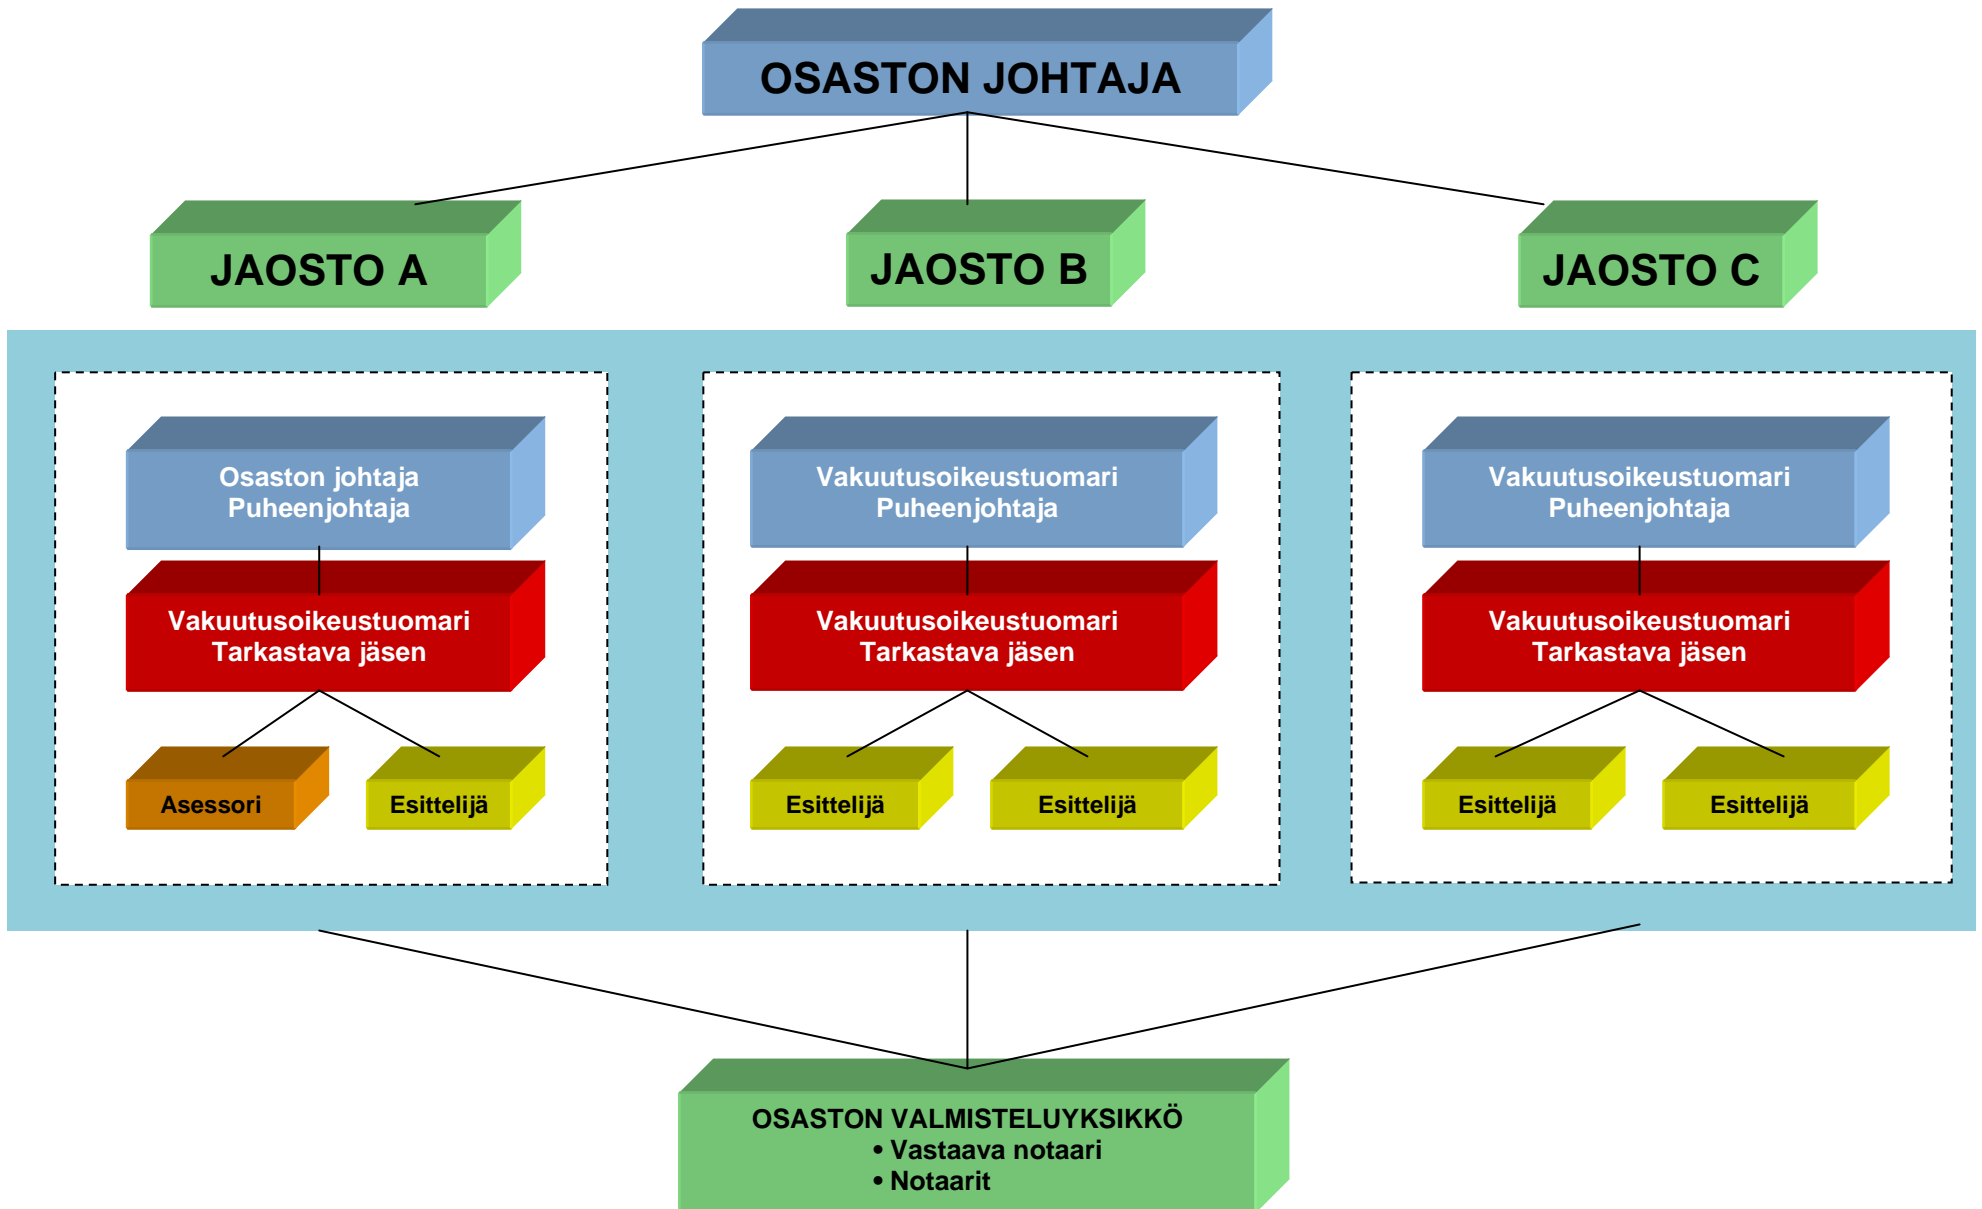 OSASTON JOHTAJA
JAOSTO A
JAOSTO B
JAOSTO C
Osaston johtaja
Puheenjohtaja
Vakuutusoikeustuomari
Tarkastava jäsen
Asessori
Esittelijä
Vakuutusoikeustuomari
Puheenjohtaja
Vakuutusoikeustuomari
Tarkastava jäsen
Esittelijä
Esittelijä
Vakuutusoikeustuomari
Puheenjohtaja
Vakuutusoikeustuomari
Tarkastava jäsen
Esittelijä
Esittelijä
OSASTON VALMISTELUYKSIKKÖ
• Vastaava notaari
• Notaarit